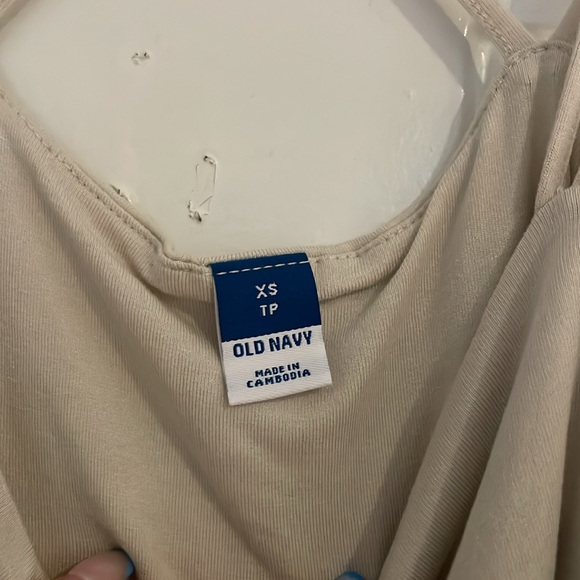 XS
TP
OLD NAVY
MADE IN
CAMBODIA